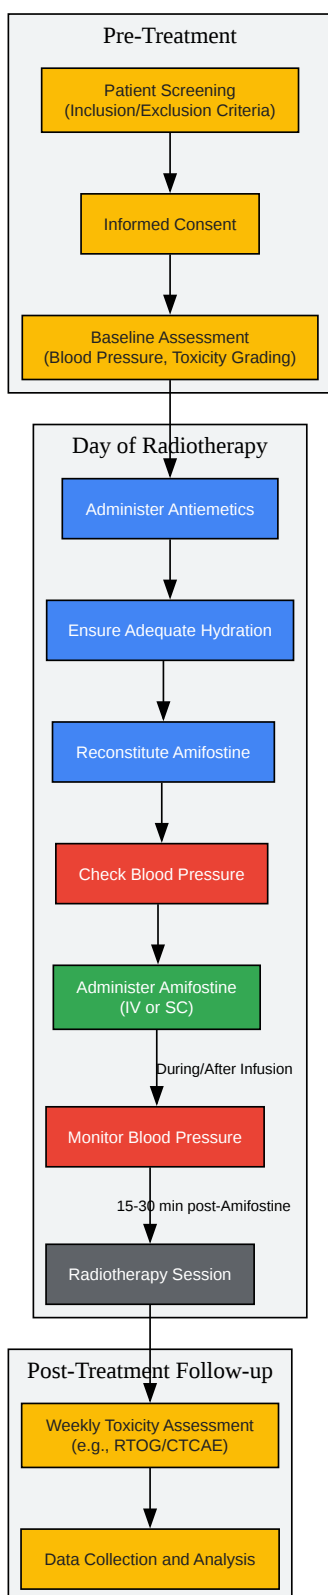 Pre-Treatment
Patient Screening
(Inclusion/Exclusion Criteria)
Informed Consent
Baseline Assessment
(Blood Pressure, Toxicity Grading)
Day of Radiotherapy
Administer Antiemetics
Ensure Adequate Hydration
Reconstitute Amifostine
Check Blood Pressure
Administer Amifostine
(IV or SC)
During/After Infusion
Monitor Blood Pressure
15-30 min post-Amifostine
Radiotherapy Session
Post-Treatment Follow-up
Weekly Toxicity Assessment
(e.g., RTOG/CTCAE)
Data Collection and Analysis